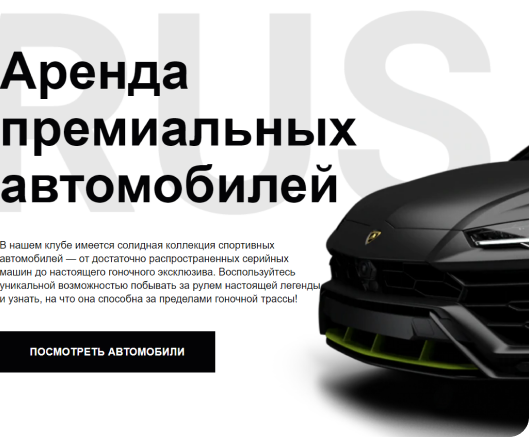 RUS
Аренда
премиальных
автомобилей
В нашем клубе имеется солидная коллекция спортивных
автомобилей — от достаточно распространенных серийных
машин до настоящего гоночного эксклюзива. Воспользуйтесь
уникальной возможностью побывать за рулем настоящей легенды
и узнать, на что она способна за пределами гоночной трассы!
ПОСМОТРЕТЬ АВТОМОБИЛИ